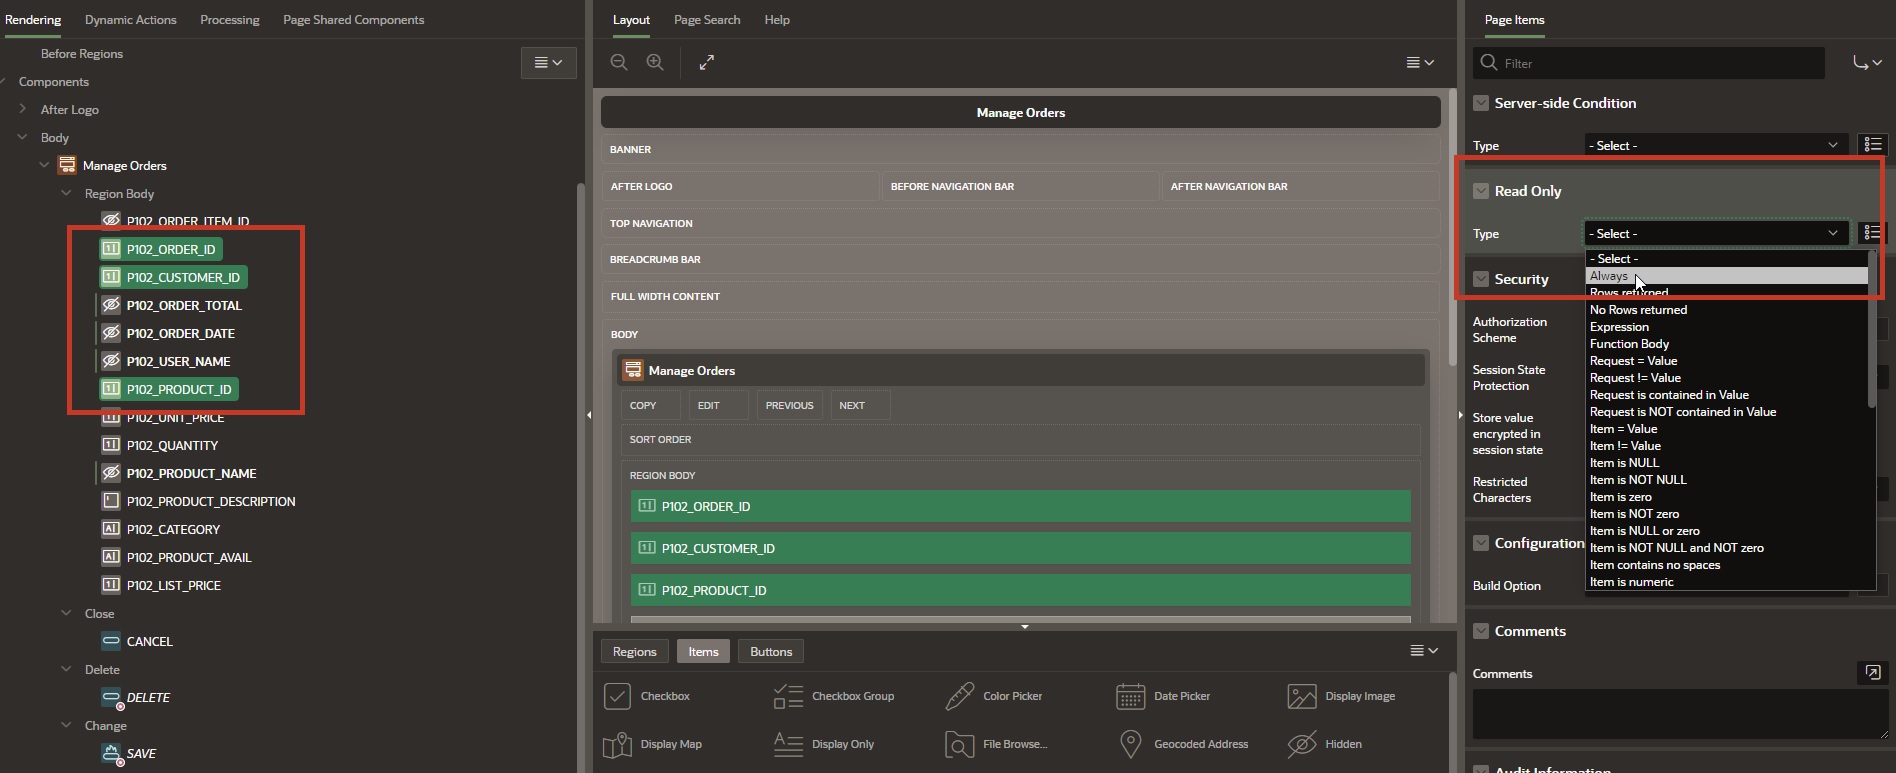 Rendering
Dynamic Actions
Processing
Page Shared Components
Before Regions
Components
After Logo
Body
Manage Orders
Region Body
P102_ORDER_ITEM_ID
P102_ORDER_ID
P102_CUSTOMER_ID
P102_ORDER_TOTAL
P102_ORDER_DATE
P102_USER_NAME
P102_PRODUCT_ID
P102_UNIT_PRICE
P102_QUANTITY
P102_PRODUCT_NAME
P102_PRODUCT_DESCRIPTION
P102_CATEGORY
P102_PRODUCT_AVAIL
P102_LIST_PRICE
Close
CANCEL
Delete
DELETE
Change
SAVE
Layout
Page Search
Help
Manage Orders
BANNER
AFTER LOGO
BEFORE NAVIGATION BAR
AFTER NAVIGATION BAR
TOP NAVIGATION
BREADCRUMB BAR
FULL WIDTH CONTENT
BODY
Manage Orders
COPY
EDIT
PREVIOUS
NEXT
SORT ORDER
REGION BODY
P102_ORDER_ID
P102_CUSTOMER_ID
P102_PRODUCT_ID
Regions
Items
Buttons
Checkbox
Checkbox Group
Color Picker
Date Picker
Display Image
Display Map
Display Only
File Browse...
Geocoded Address
Hidden
Page Items
Filter
Server-side Condition
Type
- Select -
Read Only
Type
- Select -
- Select -
Always
Rows returned
No Rows returned
Expression
Function Body
Request = Value
Request != Value
Request is contained in Value
Request is NOT contained in Value
Item = Value
Item != Value
Item is NULL
Item is NOT NULL
Item is zero
Item is NOT zero
Item is NULL or zero
Item is NOT NULL and NOT zero
Item contains no spaces
Item is numeric
Security
Authorization
Scheme
Session State
Protection
Store value
encrypted in
session state
Restricted
Characters
Configuration
Build Option
Comments
Comments
Audit Information